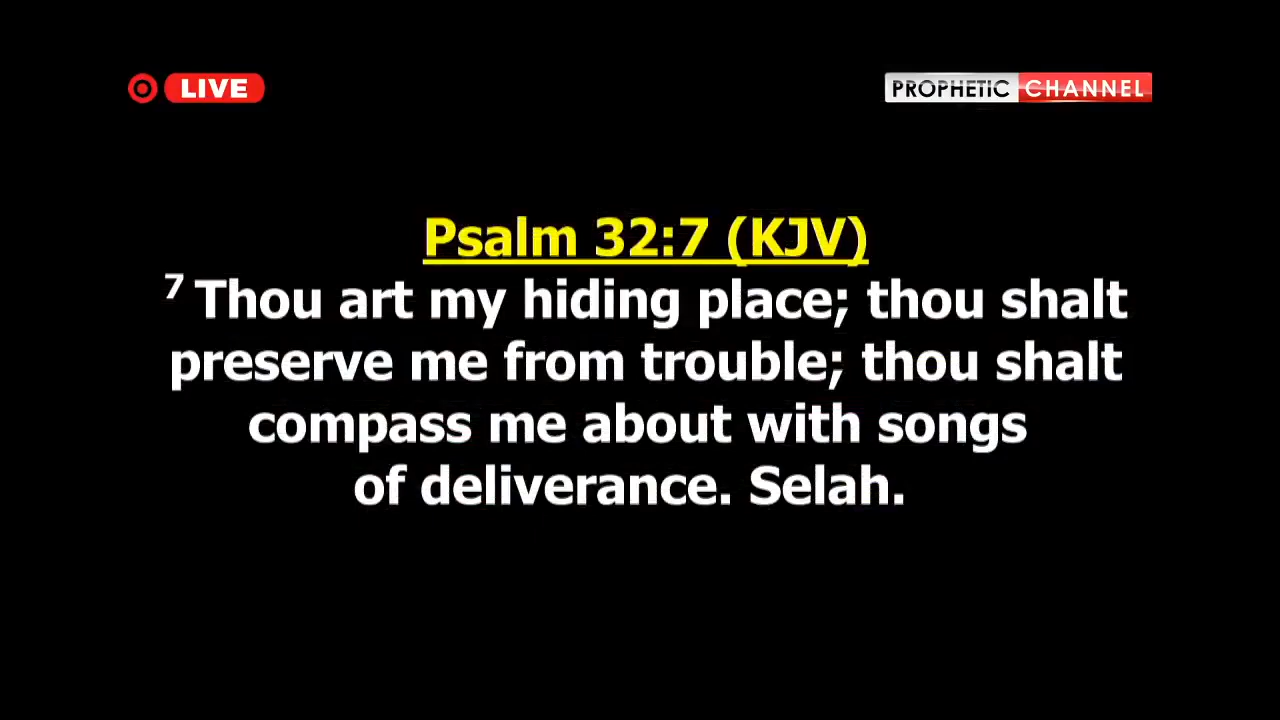 LIVE
PROPHETIC CHANNEL
Psalm 32:7 (KJV)
7 Thou art my hiding place; thou shalt
preserve me from trouble; thou shalt
compass me about with songs
of deliverance. Selah.